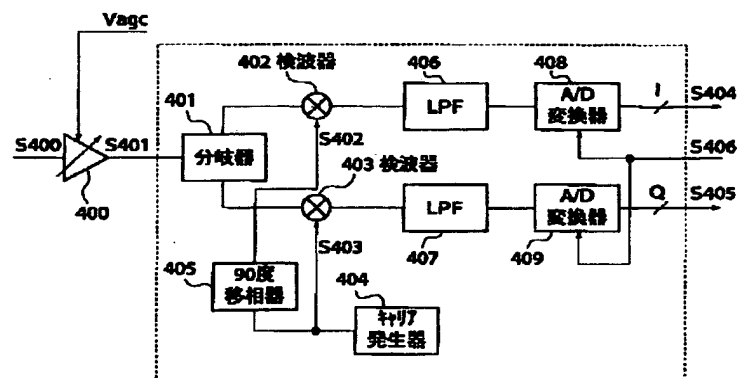 Vagc
402 検波器
406
408
401
LPF
A/D
変換器
I
S404
S400
S401
分岐器
S402
S406
400
403 検波器
LPF
A/D
変換器
Q
S405
S403
407
409
405
90度
移相器
404
キャリア
発生器